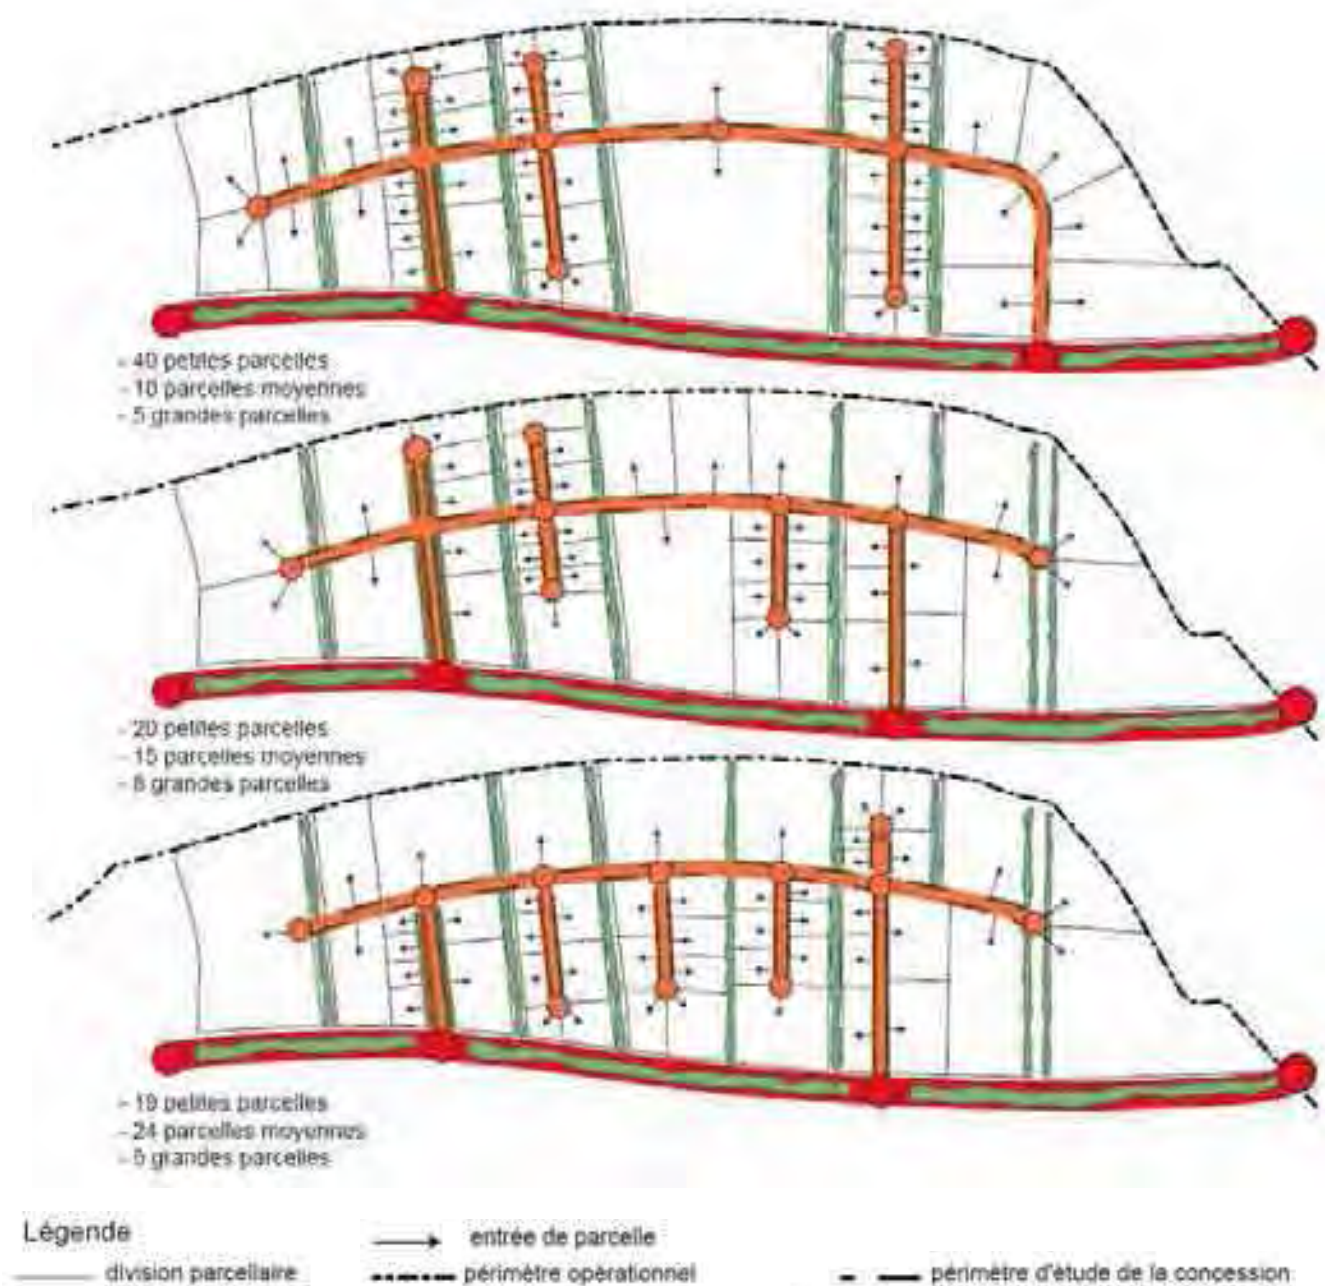 - 40 petites parcelles
- 10 parcelles moyennes
- 5 grandes parcelles
- 20 petites parcelles
- 15 parcelles moyennes
- 8 grandes parcelles
- 19 petites parcelles
- 24 parcelles moyennes
- 5 grandes parcelles
Légende
entrée de parcelle
division parcellaire
périmètre opérationnel
périmètre d'étude de la concession